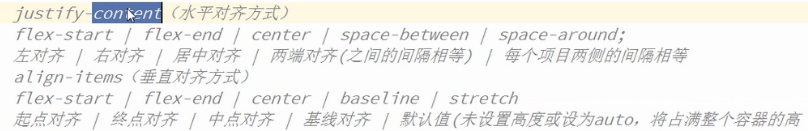 justify-content（水平对齐方式）
flex-start | flex-end | center | space-between | space-around;
左对齐 | 右对齐 | 居中对齐 | 两端对齐(之间的间隔相等) | 每个项目两侧的间隔相等
align-items（垂直对齐方式）
flex-start | flex-end | center | baseline | stretch
起点对齐 | 终点对齐 | 中点对齐 | 基线对齐 | 默认值(未设置高度或设为auto，将占满整个容器的高